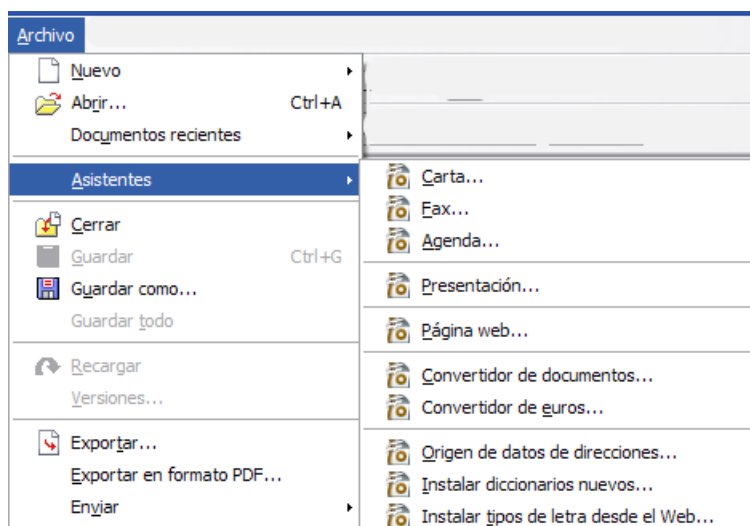 Archivo
Nuevo
Abrir... Ctrl+A
Documentos recientes
Asistentes
Cerrar
Guardar Ctrl+G
Guardar como...
Guardar todo
Recargar
Versiones...
Exportar...
Exportar en formato PDF...
Enviar
Carta...
Fax...
Agenda...
Presentación...
Página web...
Convertidor de documentos...
Convertidor de euros...
Origen de datos de direcciones...
Instalar diccionarios nuevos...
Instalar tipos de letra desde el Web...